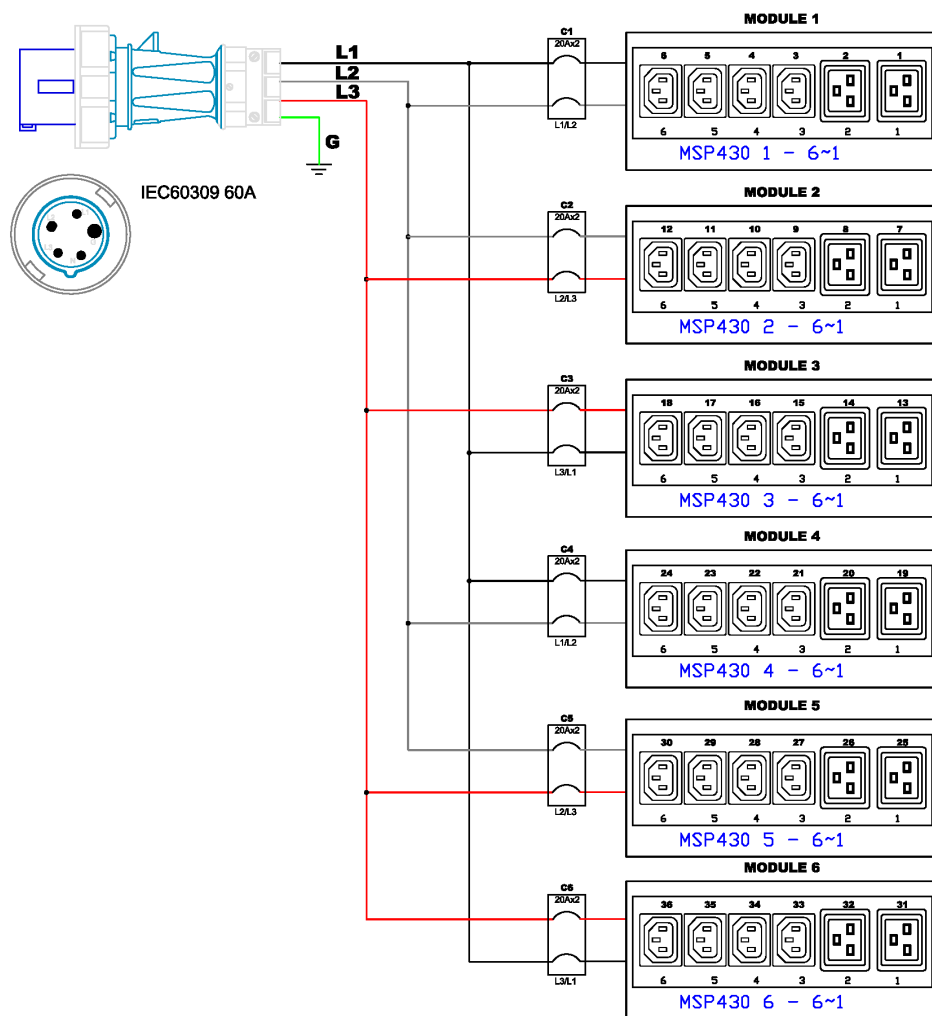 L1
L2
L3
G
IEC60309 60A
MODULE 1
C1
20Ax2
L1/L2
6 5 4 3 2 1
6 5 4 3 2 1
MSP430 1 - 6~1
MODULE 2
C2
20Ax2
L2/L3
12 11 10 9 8 7
6 5 4 3 2 1
MSP430 2 - 6~1
MODULE 3
C3
20Ax2
L3/L1
18 17 16 15 14 13
6 5 4 3 2 1
MSP430 3 - 6~1
MODULE 4
C4
20Ax2
L1/L2
24 23 22 21 20 19
6 5 4 3 2 1
MSP430 4 - 6~1
MODULE 5
C5
20Ax2
L2/L3
30 29 28 27 26 25
6 5 4 3 2 1
MSP430 5 - 6~1
MODULE 6
C6
20Ax2
L3/L1
36 35 34 33 32 31
6 5 4 3 2 1
MSP430 6 - 6~1